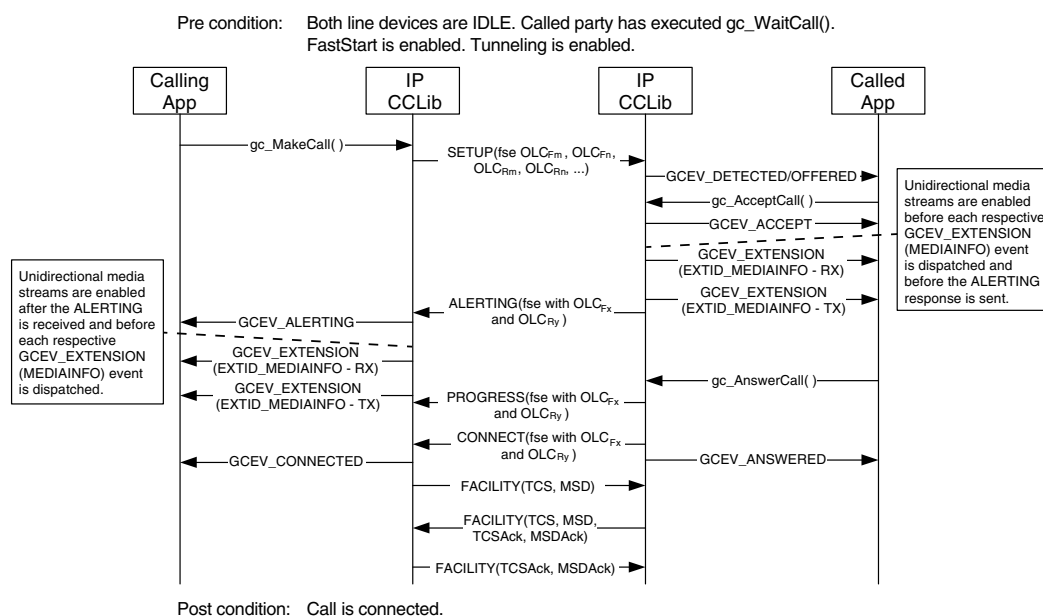 Pre condition: Both line devices are IDLE. Called party has executed gc_WaitCall().
FastStart is enabled. Tunneling is enabled.
Calling
App
IP
CCLib
IP
CCLib
Called
App
gc_MakeCall( )
SETUP(fse OLCFm, OLCFn,
OLCRm, OLCRn, ...)
GCEV_DETECTED/OFFERED
gc_AcceptCall( )
GCEV_ACCEPT
Unidirectional media
streams are enabled
before each respective
GCEV_EXTENSION
(MEDIAINFO) event
is dispatched and
before the ALERTING
response is sent.
GCEV_EXTENSION
(EXTID_MEDIAINFO - RX)
GCEV_EXTENSION
(EXTID_MEDIAINFO - TX)
Unidirectional media
streams are enabled
after the ALERTING
is received and before
each respective
GCEV_EXTENSION
(MEDIAINFO) event
is dispatched.
ALERTING(fse with OLCFx
and OLCRy)
GCEV_ALERTING
GCEV_EXTENSION
(EXTID_MEDIAINFO - RX)
gc_AnswerCall( )
GCEV_EXTENSION
(EXTID_MEDIAINFO - TX)
PROGRESS(fse with OLCFx
and OLCRy)
CONNECT(fse with OLCFx
and OLCRy)
GCEV_CONNECTED
GCEV_ANSWERED
FACILITY(TCS, MSD)
FACILITY(TCS, MSD,
TCSAck, MSDAck)
FACILITY(TCSAck, MSDAck)
Post condition: Call is connected.